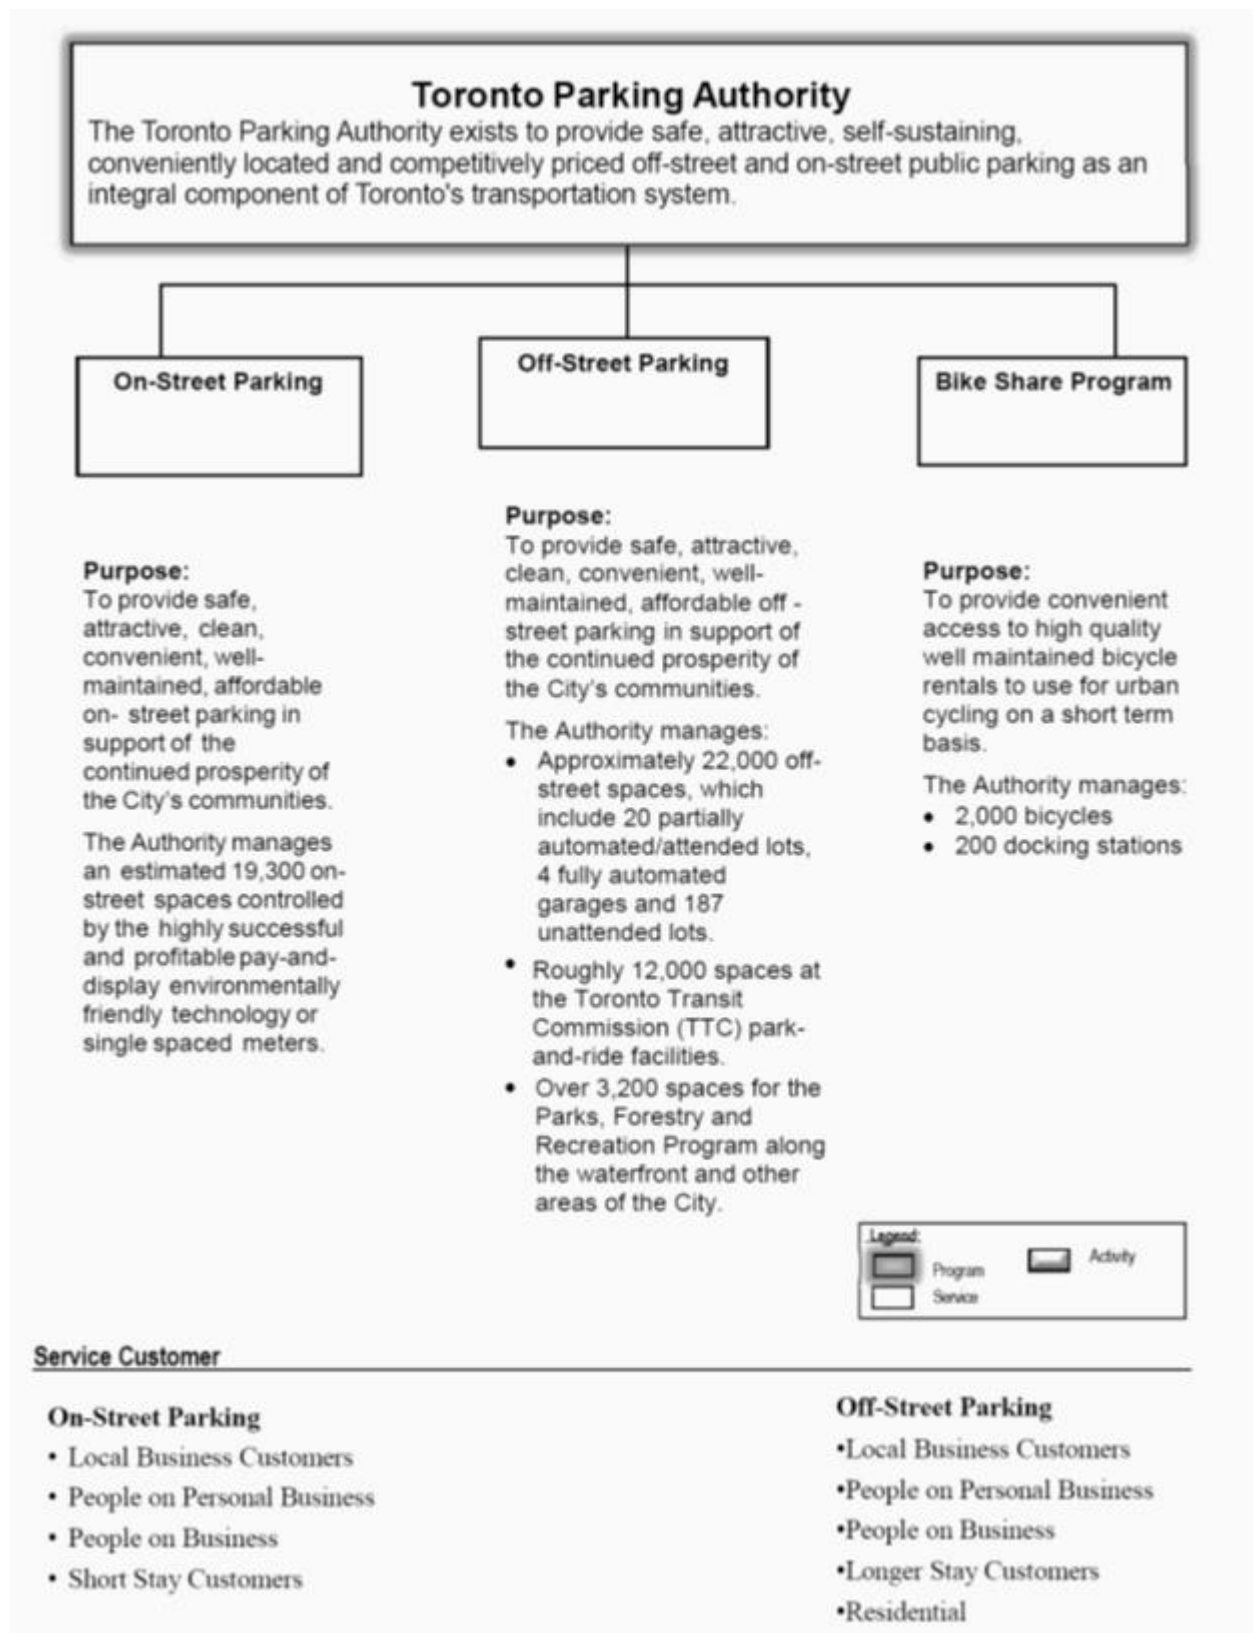 Toronto Parking Authority
The Toronto Parking Authority exists to provide safe, attractive, self-sustaining,
conveniently located and competitively priced off-street and on-street public parking as an
integral component of Toronto's transportation system.
On-Street Parking
Off-Street Parking
Bike Share Program
Purpose:
To provide safe,
attractive, clean,
convenient, well-
maintained, affordable
on- street parking in
support of the
continued prosperity of
the City's communities.
The Authority manages
an estimated 19,300 on-
street spaces controlled
by the highly successful
and profitable pay-and-
display environmentally
friendly technology or
single spaced meters.
Purpose:
To provide safe, attractive,
clean, convenient, well-
maintained, affordable off -
street parking in support of
the continued prosperity of
the City's communities.
The Authority manages:
• Approximately 22,000 off-
street spaces, which
include 20 partially
automated/attended lots,
4 fully automated
garages and 187
unattended lots.
• Roughly 12,000 spaces at
the Toronto Transit
Commission (TTC) park-
and-ride facilities.
• Over 3,200 spaces for the
Parks, Forestry and
Recreation Program along
the waterfront and other
areas of the City.
Purpose:
To provide convenient
access to high quality
well maintained bicycle
rentals to use for urban
cycling on a short term
basis.
The Authority manages:
• 2,000 bicycles
• 200 docking stations
Legend:
Program
Service
Activity
Service Customer
On-Street Parking
• Local Business Customers
• People on Personal Business
• People on Business
• Short Stay Customers
Off-Street Parking
•Local Business Customers
•People on Personal Business
•People on Business
•Longer Stay Customers
•Residential